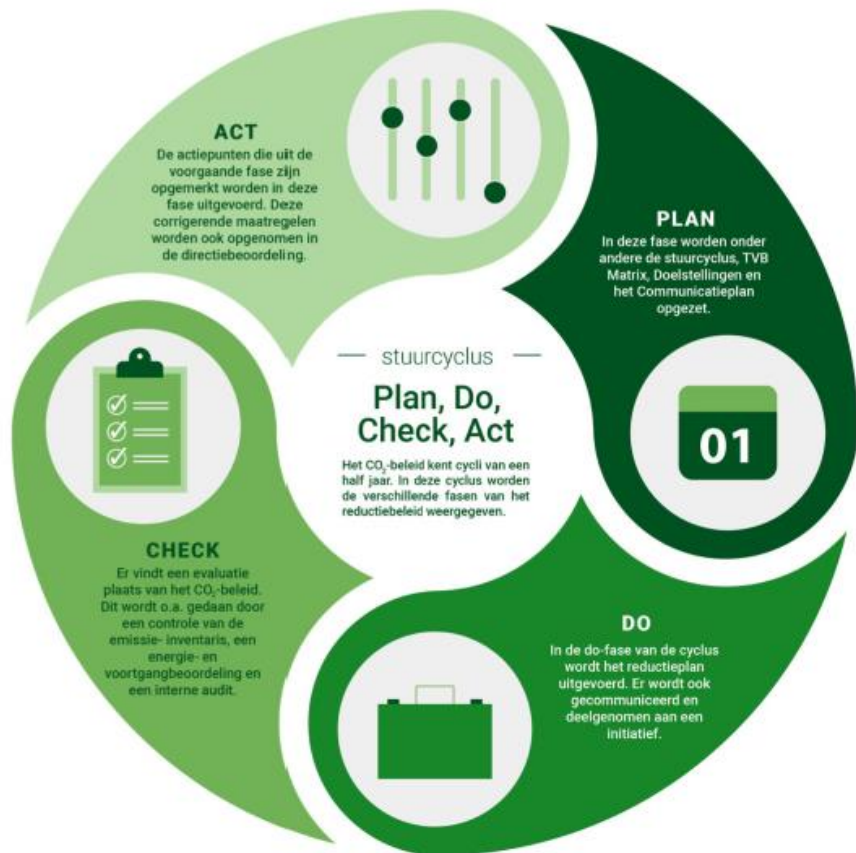 stuurcyclus
Plan, Do,
Check, Act
Het CO₂-beleid kent cycli van een
half jaar. In deze cyclus worden
de verschillende fasen van het
reductiebeleid weergegeven.
PLAN
In deze fase worden onder
andere de stuurcyclus, TVB
Matrix, Doelstellingen en
het Communicatieplan
opgezet.
01
DO
In de do-fase van de cyclus
wordt het reductieplan
uitgevoerd. Er wordt ook
gecommuniceerd en
deelgenomen aan een
initiatief.
CHECK
Er vindt een evaluatie
plaats van het CO₂-beleid.
Dit wordt o.a. gedaan door
een controle van de
emissie- inventaris, een
energie- en
voortgangbeoordeling en
een interne audit.
ACT
De actiepunten die uit de
voorgaande fase zijn
opgemerkt worden in deze
fase uitgevoerd. Deze
corrigerende maatregelen
worden ook opgenomen in
de directiebeoordeling.